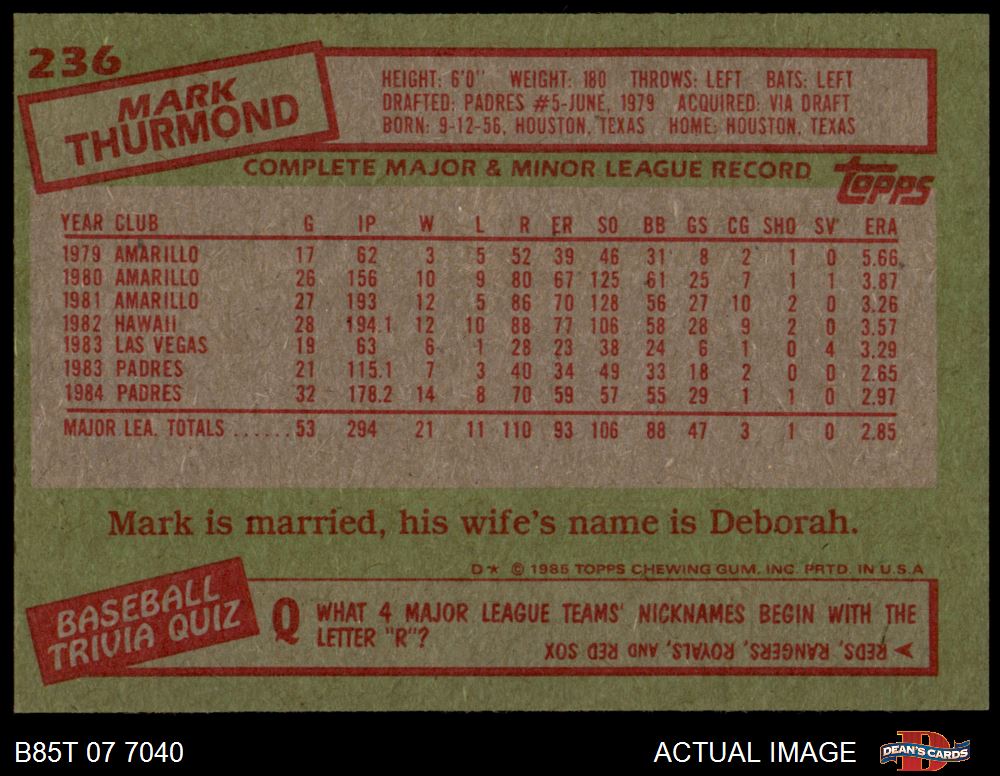 236
MARK
THURMOND
HEIGHT: 6'0" WEIGHT: 180 THROWS: LEFT BATS: LEFT
DRAFTED: PADRES #5-JUNE, 1979 ACQUIRED: VIA DRAFT
BORN: 9-12-56, HOUSTON, TEXAS HOME: HOUSTON, TEXAS
COMPLETE MAJOR & MINOR LEAGUE RECORD
topps
YEAR CLUB G IP W L R ER SO BB GS CG SHO SV ERA
1979 AMARILLO 17 62 3 5 52 39 46 31 8 2 1 0 5.66
1980 AMARILLO 26 156 10 9 80 67 125 61 25 7 1 1 3.87
1981 AMARILLO 27 193 12 5 86 70 128 56 27 10 2 0 3.26
1982 HAWAII 28 194.1 12 10 88 77 106 58 28 9 2 0 3.57
1983 LAS VEGAS 19 63 6 1 28 23 38 24 6 1 0 4 3.29
1983 PADRES 21 115.1 7 3 40 34 49 33 18 2 0 0 2.65
1984 PADRES 32 178.2 14 8 70 59 57 55 29 1 1 0 2.97
MAJOR LEA. TOTALS ......53 294 21 11 110 93 106 88 47 3 1 0 2.85
Mark is married, his wife's name is Deborah.
D★ © 1985 TOPPS CHEWING GUM, INC. PRTD. IN U.S.A
BASEBALL
TRIVIA QUIZ
Q WHAT 4 MAJOR LEAGUE TEAMS' NICKNAMES BEGIN WITH THE
LETTER "R"?
REDS, RANGERS, ROYALS, AND RED SOX
B85T 07 7040 ACTUAL IMAGE DEAN'S CARDS